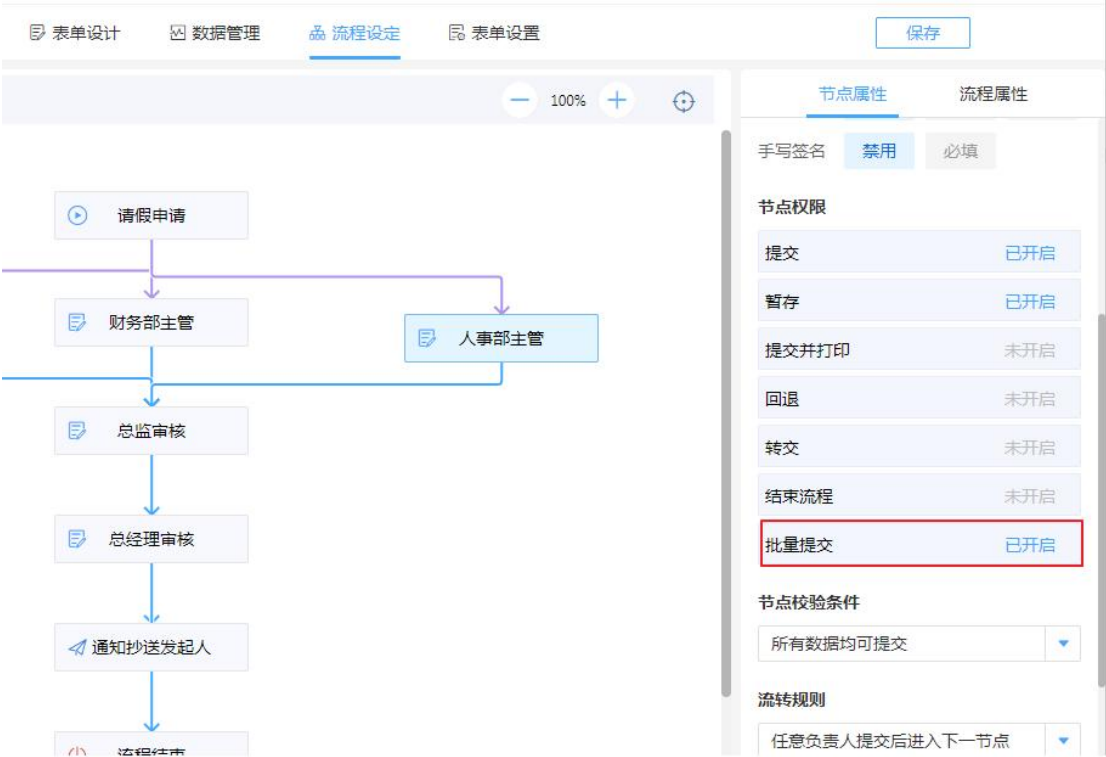 表单设计 数据管理 流程设定 表单设置 保存
100%
节点属性 流程属性
手写签名 禁用 必填
请假申请
财务部主管
人事部主管
总监审核
总经理审核
通知抄送发起人
流程结束
节点权限
提交 已开启
暂存 已开启
提交并打印 未开启
回退 未开启
转交 未开启
结束流程 未开启
批量提交 已开启
节点校验条件
所有数据均可提交
流转规则
任意负责人提交后进入下一节点